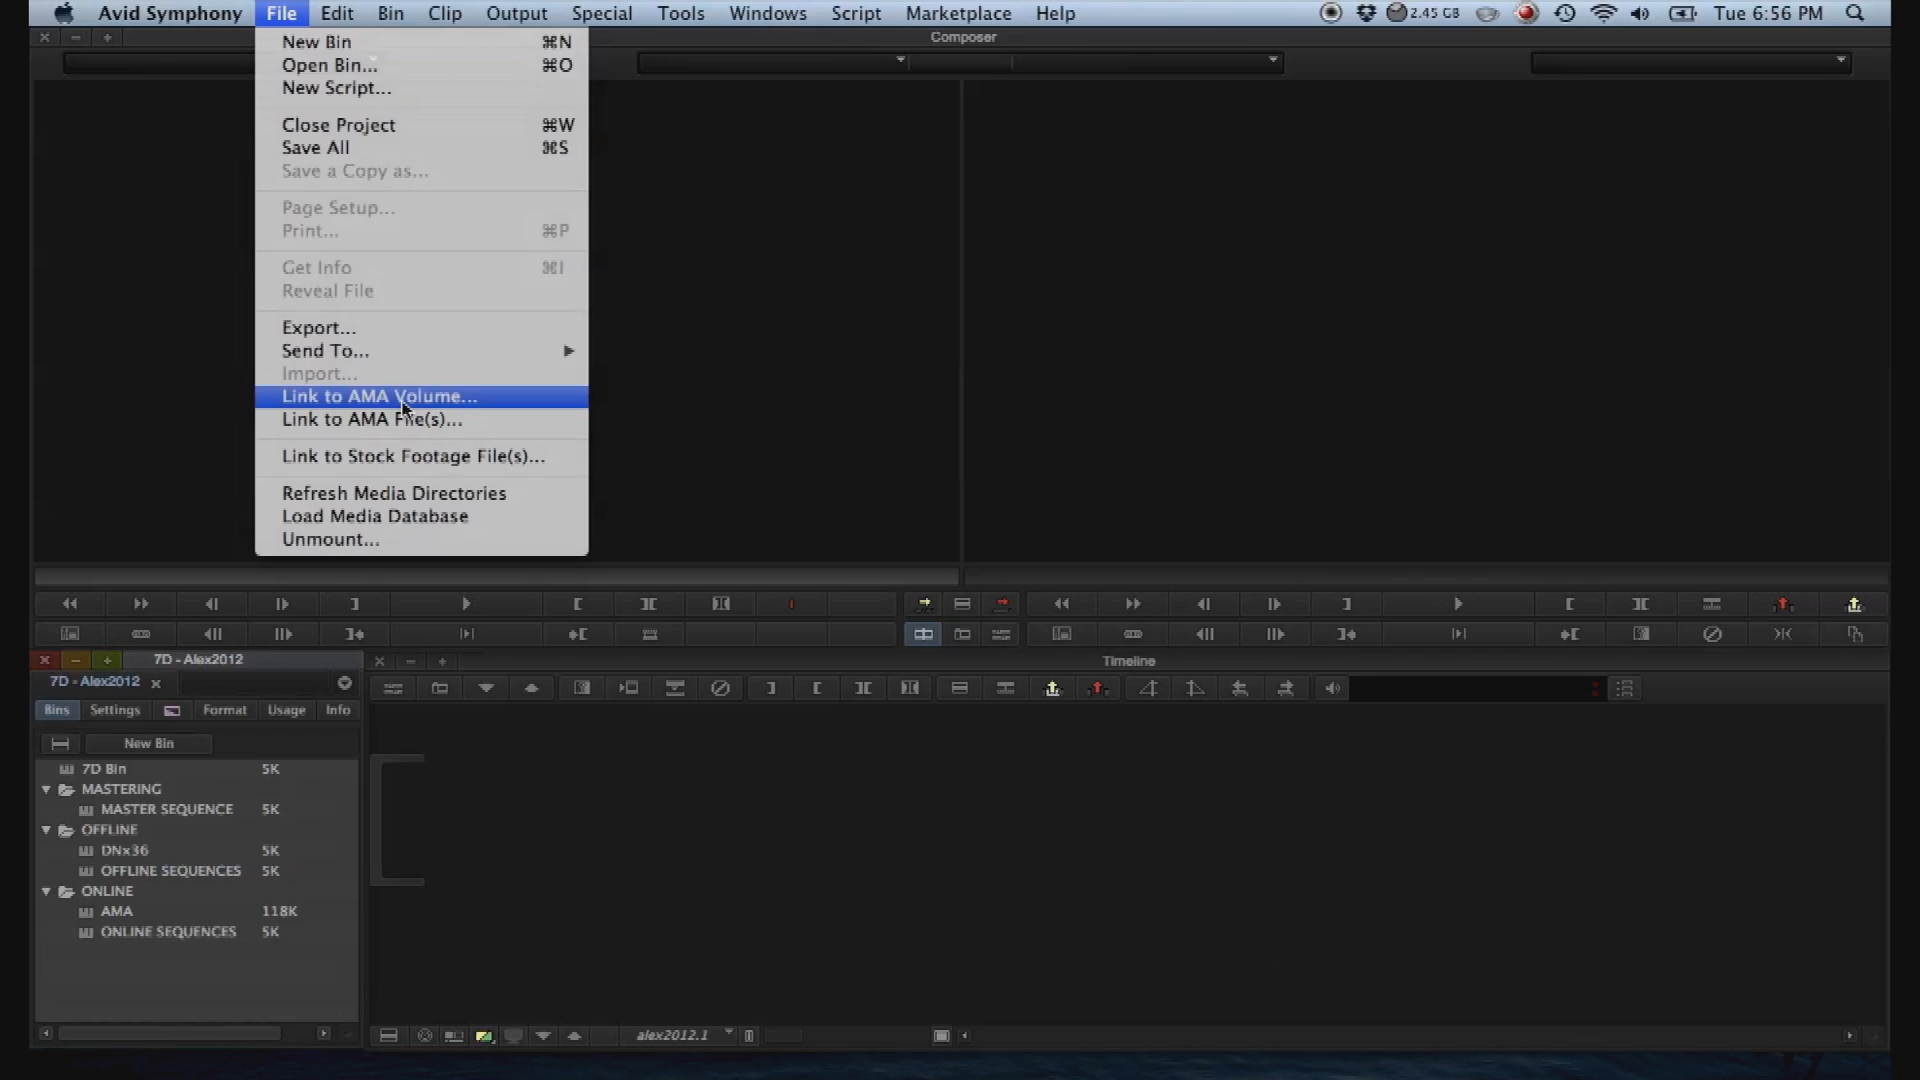 Avid Symphony File Edit Bin Clip Output Special Tools Windows Script Marketplace Help 2.45 GB Tue 6:56 PM
Composer
New Bin ⌘N
Open Bin... ⌘O
New Script...
Close Project ⌘W
Save All ⌘S
Save a Copy as...
Page Setup...
Print... ⌘P
Get Info ⌘I
Reveal File
Export...
Send To...
Import...
Link to AMA Volume...
Link to AMA File(s)...
Link to Stock Footage File(s)...
Refresh Media Directories
Load Media Database
Unmount...
7D - Alex2012
Timeline
7D - Alex2012
Bins Settings Format Usage Info
New Bin
7D Bin 5K
MASTERING
MASTER SEQUENCE 5K
OFFLINE
DNx36 5K
OFFLINE SEQUENCES 5K
ONLINE
AMA 118K
ONLINE SEQUENCES 5K
alex2012.1